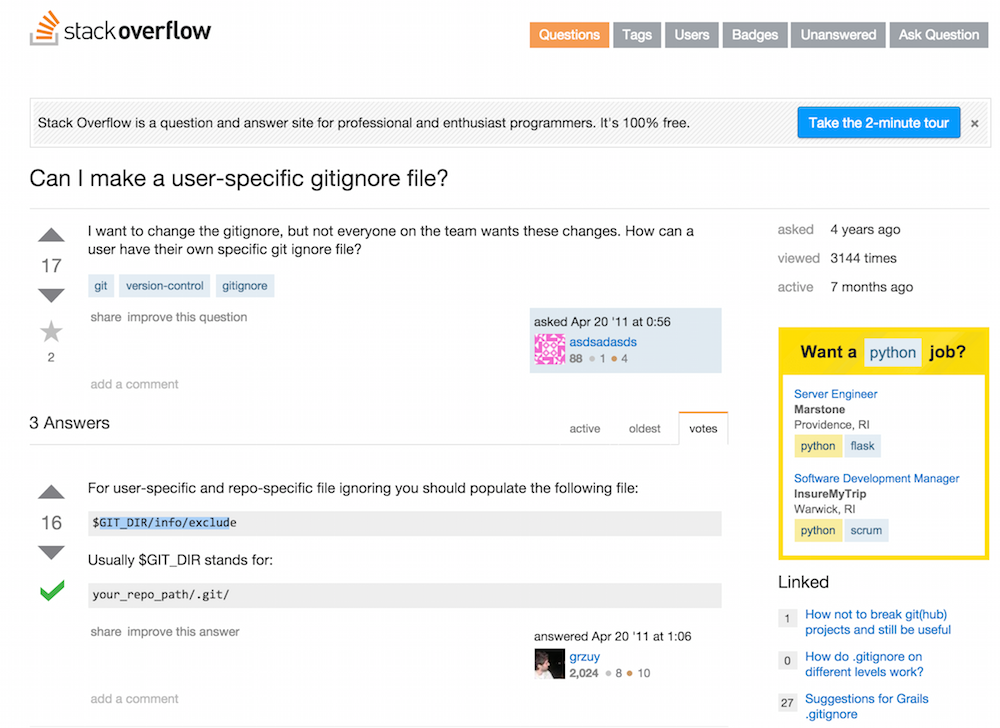 stackoverflow
Questions
Tags
Users
Badges
Unanswered
Ask Question
Stack Overflow is a question and answer site for professional and enthusiast programmers. It's 100% free.
Take the 2-minute tour
×
Can I make a user-specific gitignore file?
17
2
I want to change the gitignore, but not everyone on the team wants these changes. How can a
user have their own specific git ignore file?
git
version-control
gitignore
share improve this question
asked Apr 20 '11 at 0:56
asdsadasds
88 ● 1 ● 4
add a comment
asked 4 years ago
viewed 3144 times
active 7 months ago
3 Answers
active
oldest
votes
16
For user-specific and repo-specific file ignoring you should populate the following file:
$GIT_DIR/info/exclude
Usually $GIT_DIR stands for:
your_repo_path/.git/
share improve this answer
answered Apr 20 '11 at 1:06
grzuy
2,024 ● 8 ● 10
add a comment
Want a python job?
Server Engineer
Marstone
Providence, RI
python flask
Software Development Manager
InsureMyTrip
Warwick, RI
python scrum
Linked
1 How not to break git(hub)
projects and still be useful
0 How do .gitignore on
different levels work?
27 Suggestions for Grails
.gitignore